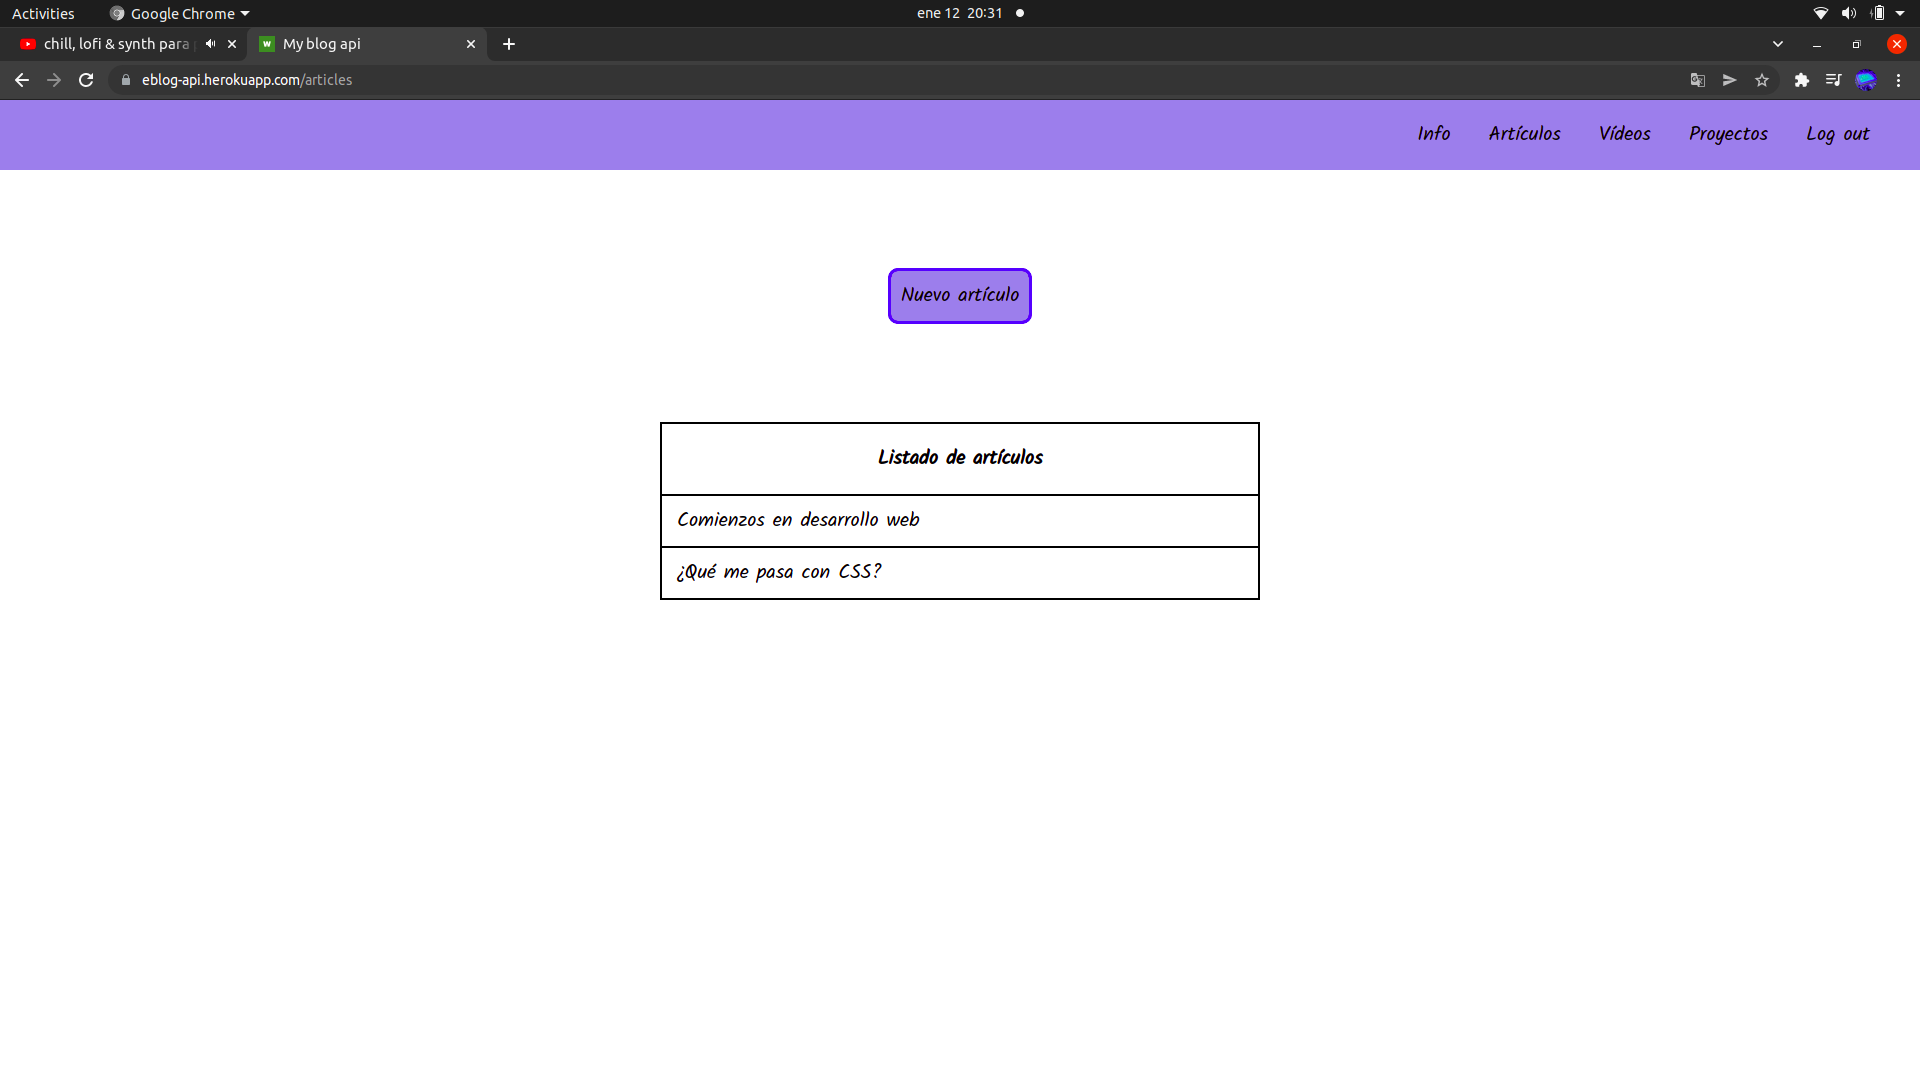 Activities
Google Chrome
ene 12 20:31
chill, lofi & synth para
My blog api
eblog-api.herokuapp.com/articles
Info
Artículos
Vídeos
Proyectos
Log out
Nuevo artículo
Listado de artículos
Comienzos en desarrollo web
¿Qué me pasa con CSS?